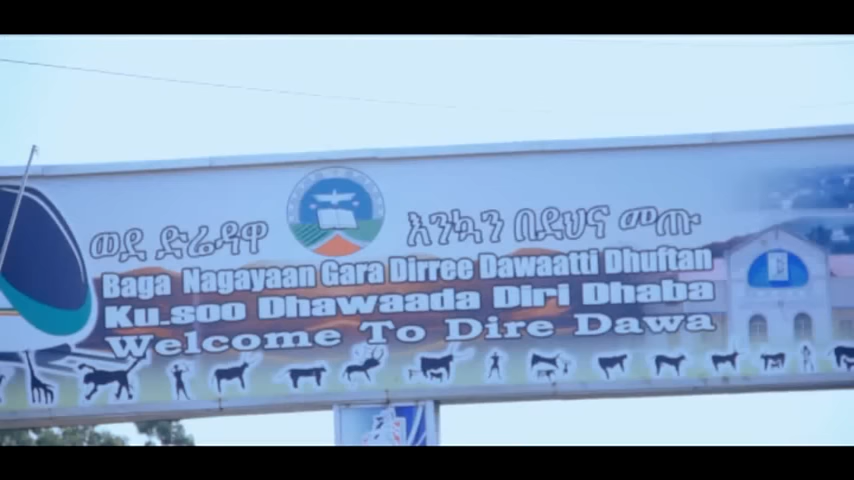 ወደ ድሬዳዋ እንኳን በደህና መጡ
Baga Nagayaan Gara Dirree Dawaatti Dhuftan
Ku.soo Dhawaada Diri Dhaba
Welcome To Dire Dawa